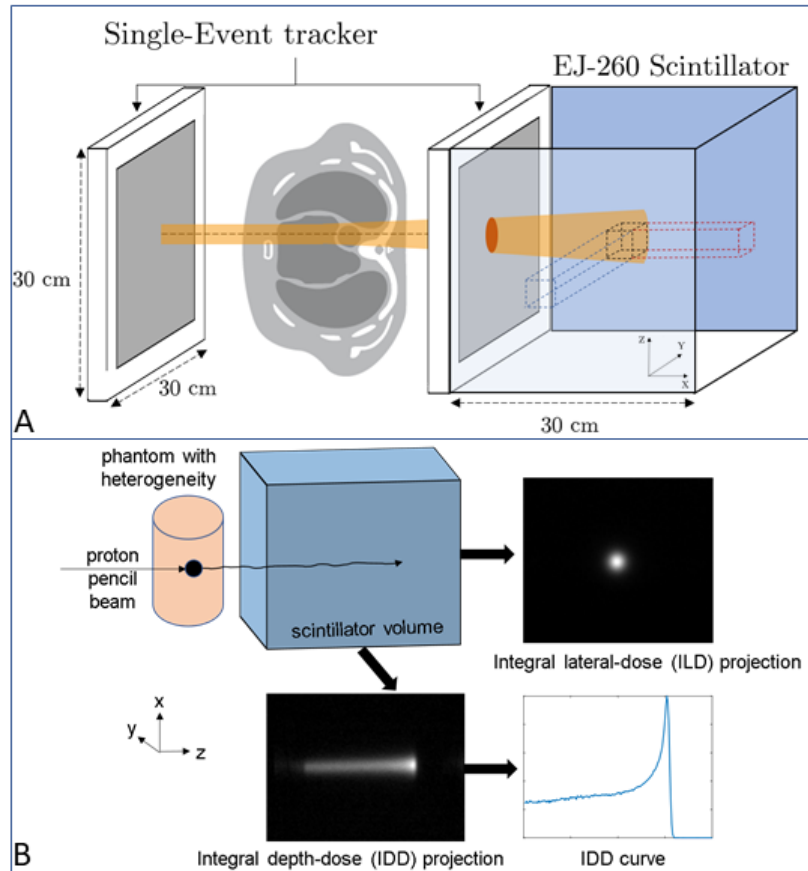 Single-Event tracker
EJ-260 Scintillator
30 cm
30 cm
Z
Y
X
30 cm
A
phantom with
heterogeneity
proton
pencil
beam
scintillator volume
Integral lateral-dose (ILD) projection
x
y
z
Integral depth-dose (IDD) projection
IDD curve
B